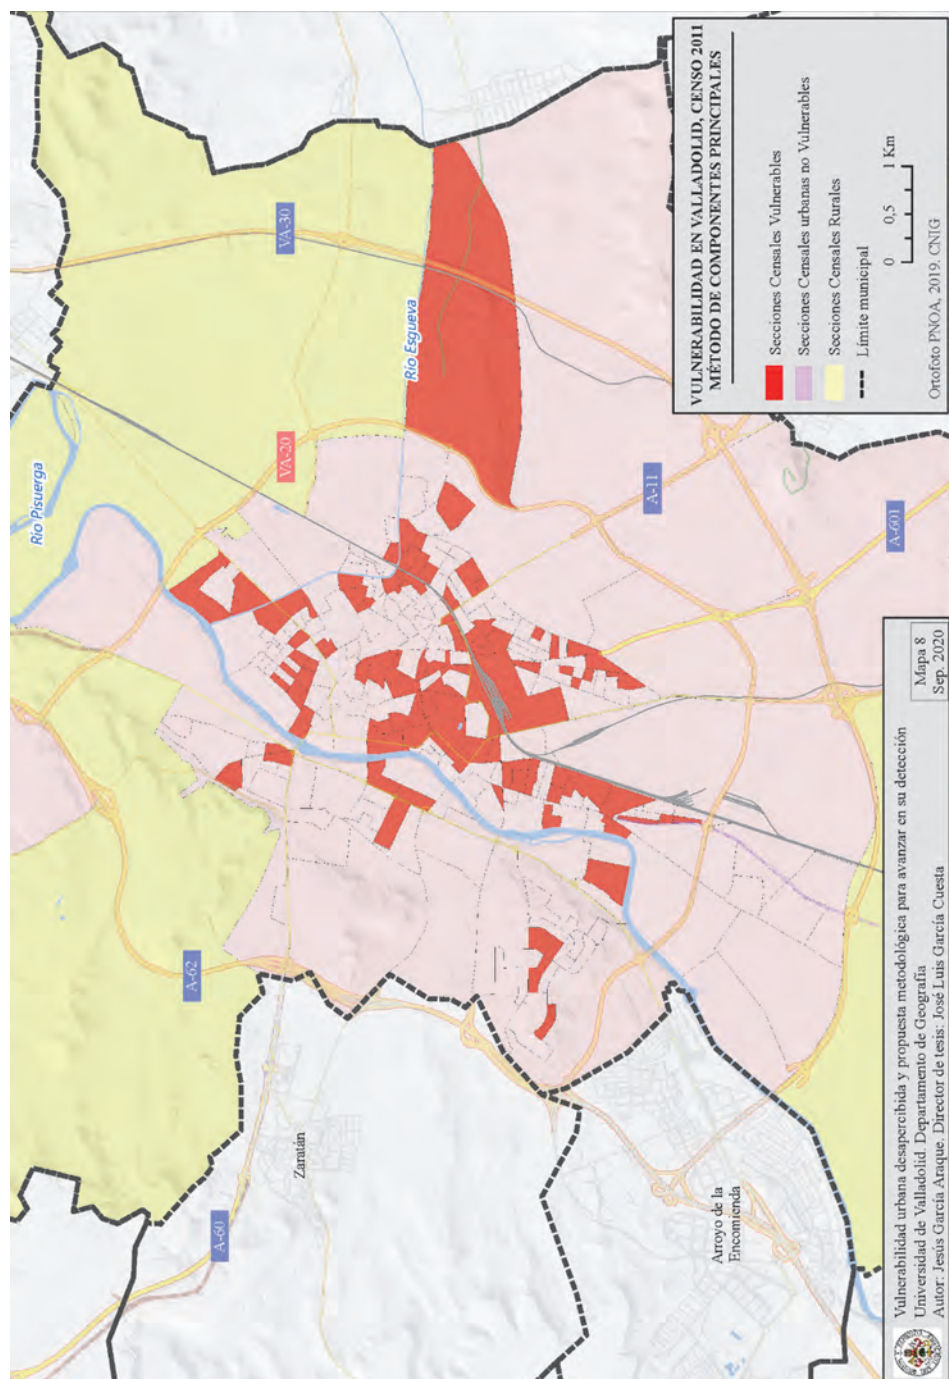 VULNERABILIDAD EN VALLADOLID, CENSO 2011
MÉTODO DE COMPONENTES PRINCIPALES
Secciones Censales Vulnerables
Secciones Censales urbanas no Vulnerables
Secciones Censales Rurales
Límite municipal
0 0,5 1 Km
Ortofoto PNOA, 2019. CNIG
Río Pisuerga
VA-20
VA-30
Río Esgueva
A-62
A-60
A-11
A-601
Zaratán
Arroyo de la
Encomienda
Vulnerabilidad urbana desapercibida y propuesta metodológica para avanzar en su detección
Universidad de Valladolid. Departamento de Geografía
Autor: Jesús García Araque. Director de tesis: José Luis García Cuesta
Mapa 8
Sep. 2020